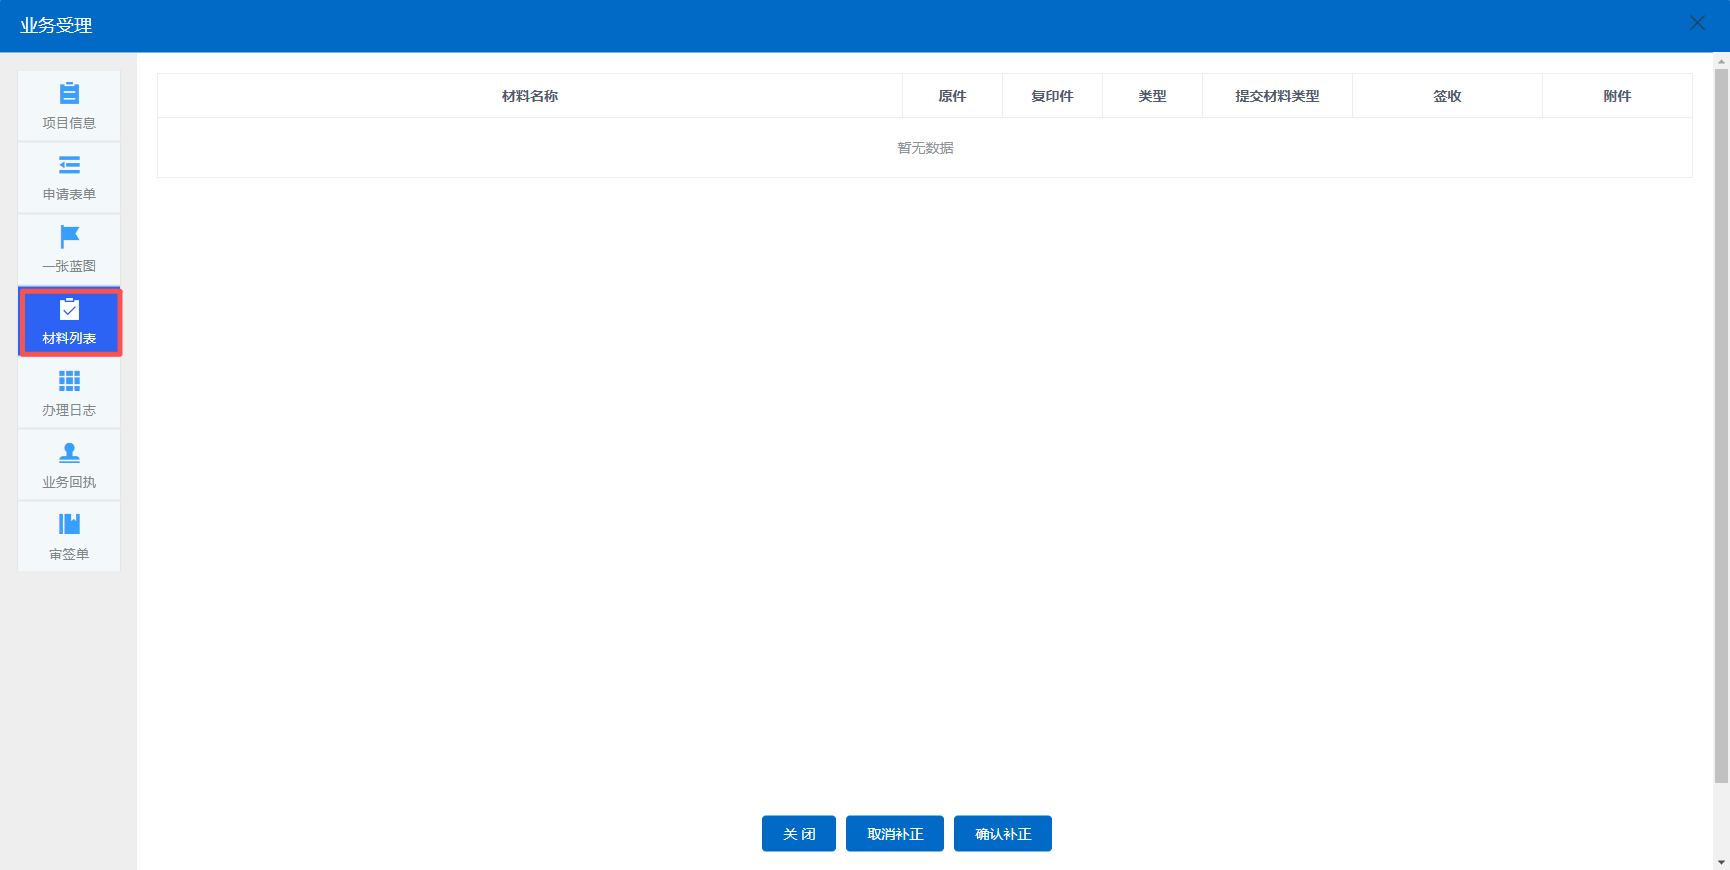 业务受理
项目信息
申请表单
一张蓝图
材料列表
办理日志
业务回执
审签单
材料名称 原件 复印件 类型 提交材料类型 签收 附件
暂无数据
关 闭 取消补正 确认补正